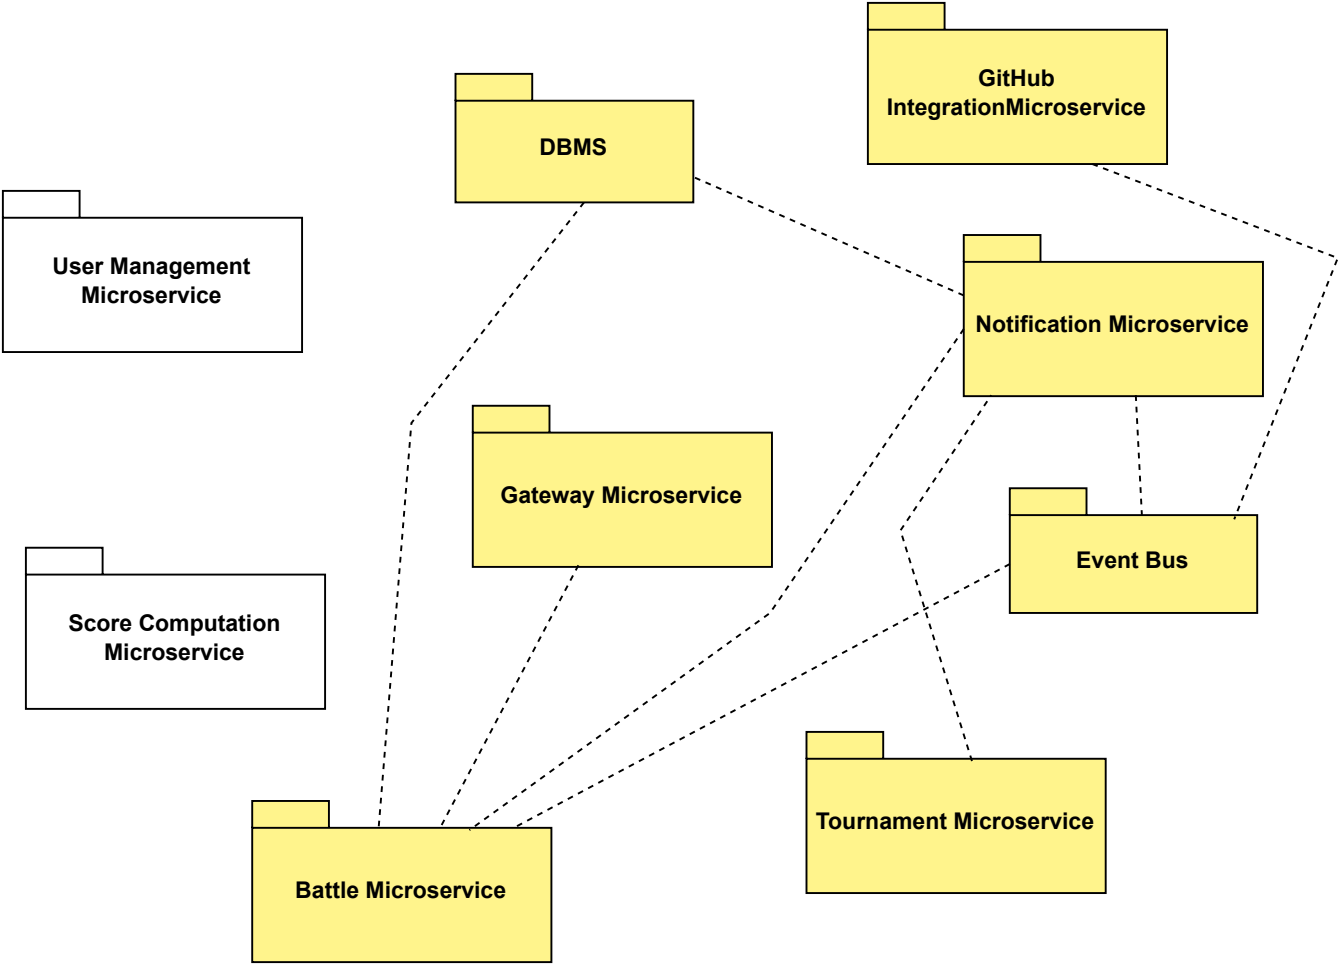 GitHub
IntegrationMicroservice
DBMS
User Management
Microservice
Notification Microservice
Gateway Microservice
Event Bus
Score Computation
Microservice
Tournament Microservice
Battle Microservice